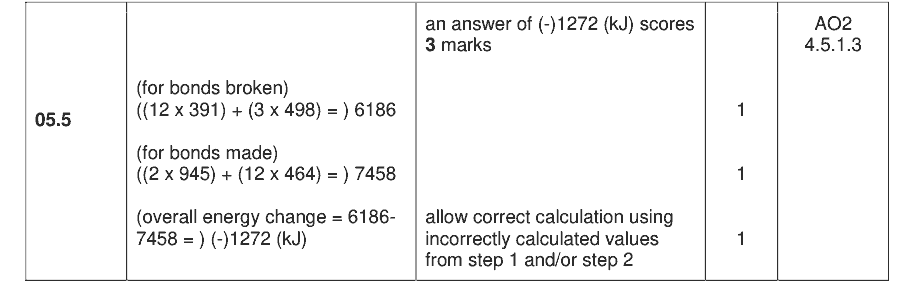 an answer of (-)1272 (kJ) scores
3 marks
AO2
4.5.1.3
05.5
(for bonds broken)
((12 x 391) + (3 x 498) = ) 6186
1
(for bonds made)
((2 x 945) + (12 x 464) = ) 7458
1
(overall energy change = 6186-
7458 = ) (-)1272 (kJ)
allow correct calculation using
incorrectly calculated values
from step 1 and/or step 2
1